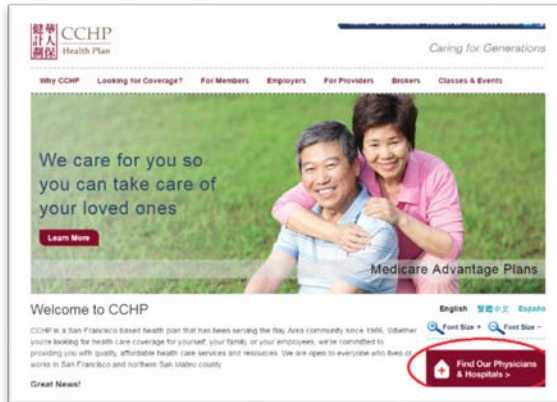 華人保健計劃
CCHP
Health Plan
Caring for Generations
Why CCHP Looking for Coverage? For Members Employers For Providers Brokers Classes & Events
We care for you so
you can take care of
your loved ones
Learn More
Medicare Advantage Plans
Welcome to CCHP
English 繁體中文 Español
Font Size + Font Size -
CCHP is a San Francisco based health plan that has been serving the Bay Area community since 1986. Whether
you're looking for health care coverage for yourself, your family, or your employees, we're committed to
providing you with quality, affordable health care services and resources. We are open to everyone who lives or
works in San Francisco and northern San Mateo county
Find Our Physicians
& Hospitals >
Great News!